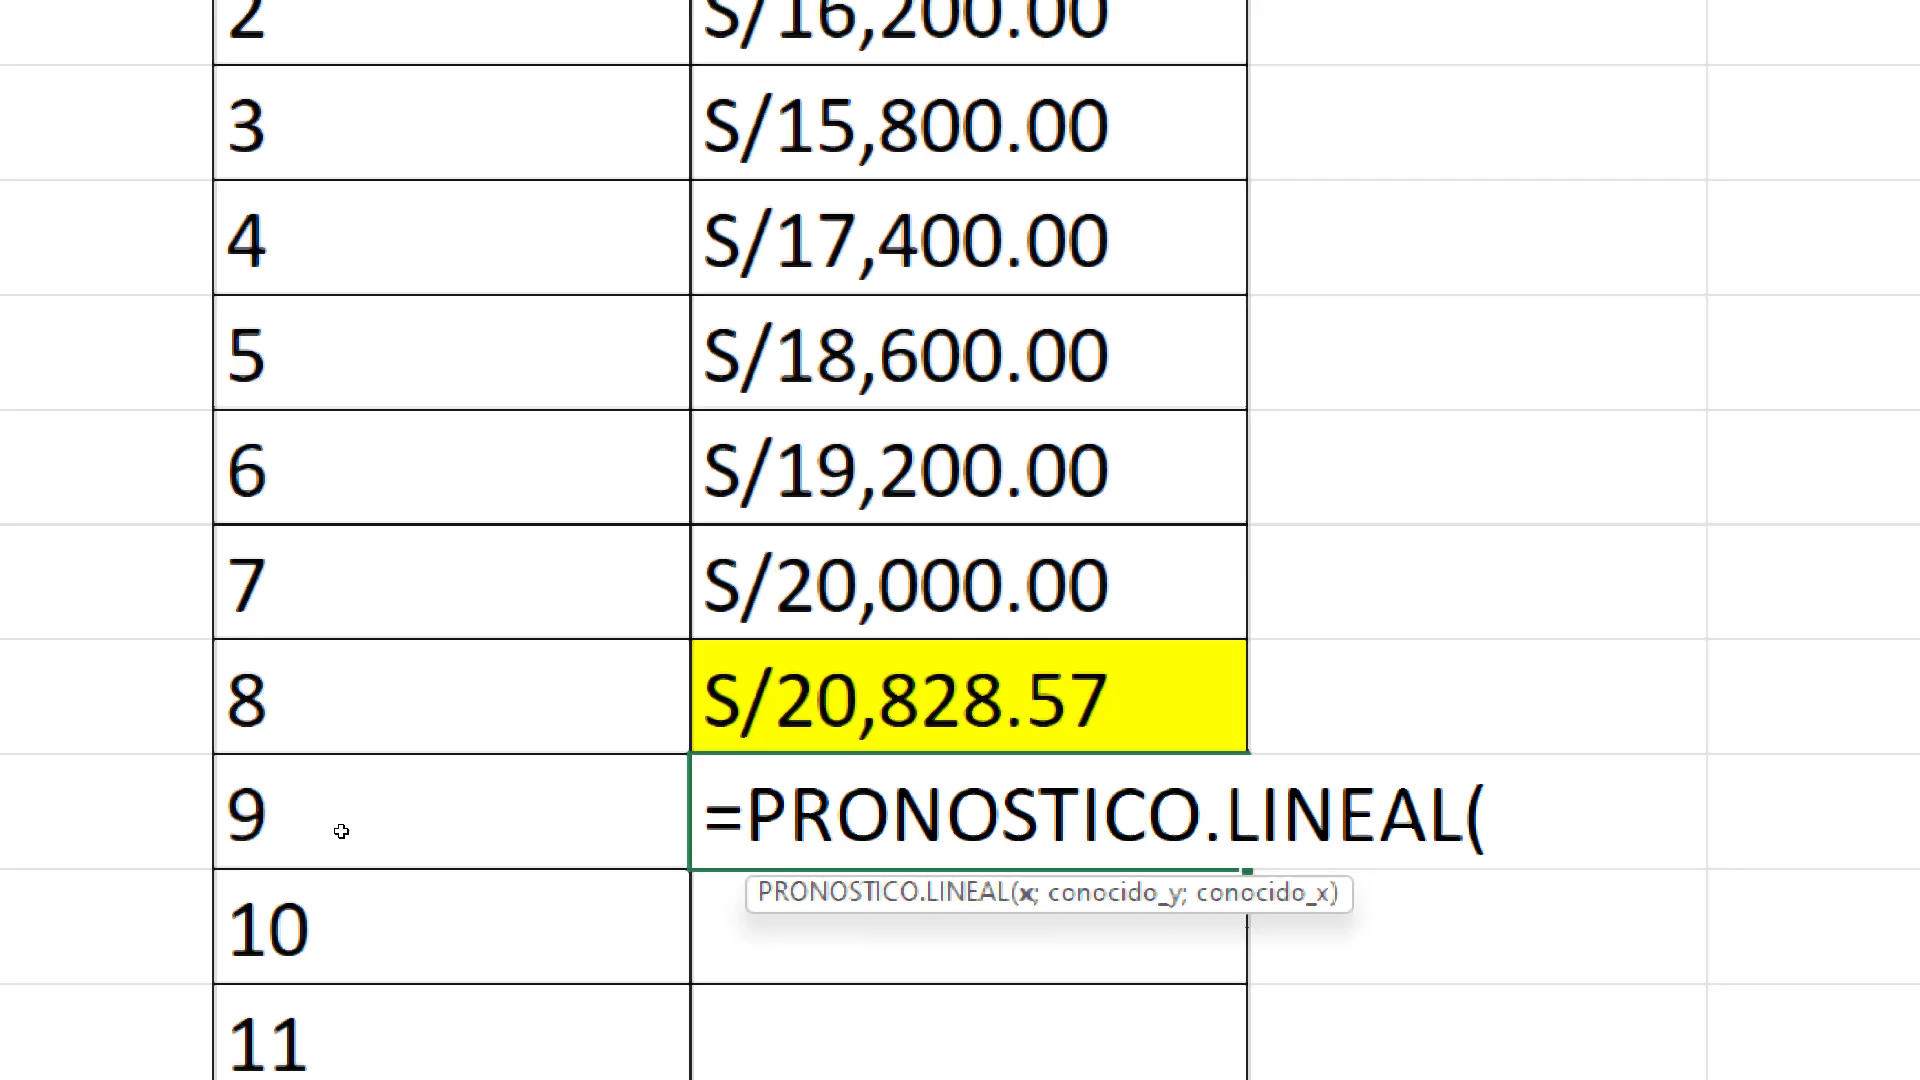 2 S/16,200.00
3 S/15,800.00
4 S/17,400.00
5 S/18,600.00
6 S/19,200.00
7 S/20,000.00
8 S/20,828.57
9 =PRONOSTICO.LINEAL(
PRONOSTICO.LINEAL(x; conocido_y; conocido_x)
10
11